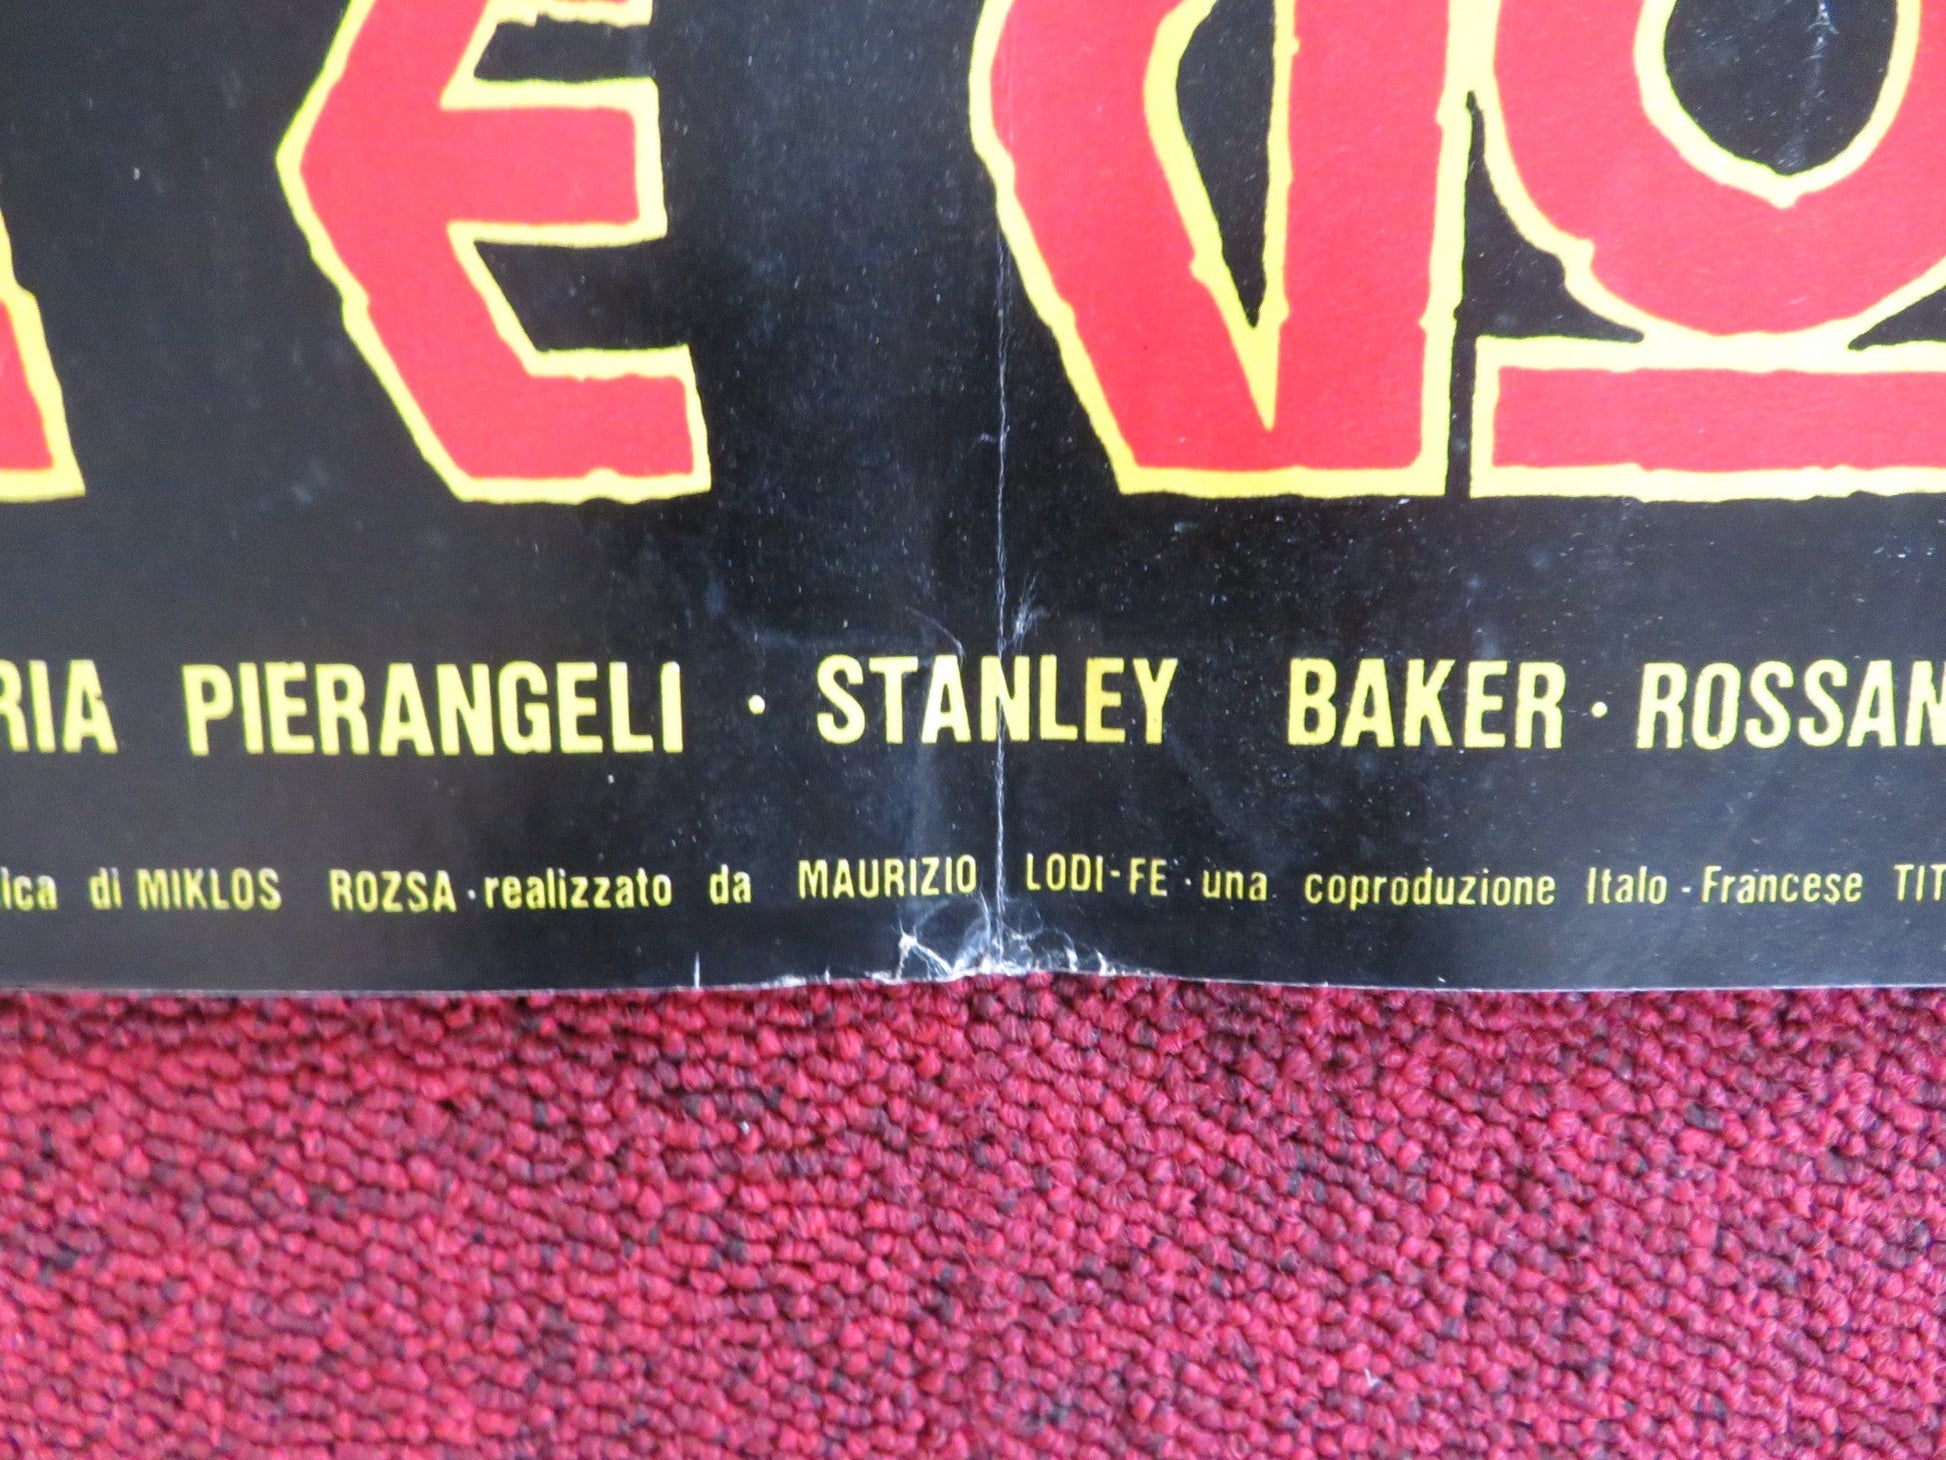 E GO
RIA PIERANGELI · STANLEY BAKER · ROSSAN
ica di MIKLOS ROZSA · realizzato da MAURIZIO LODI-FE · una coproduzione Italo - Francese TIT